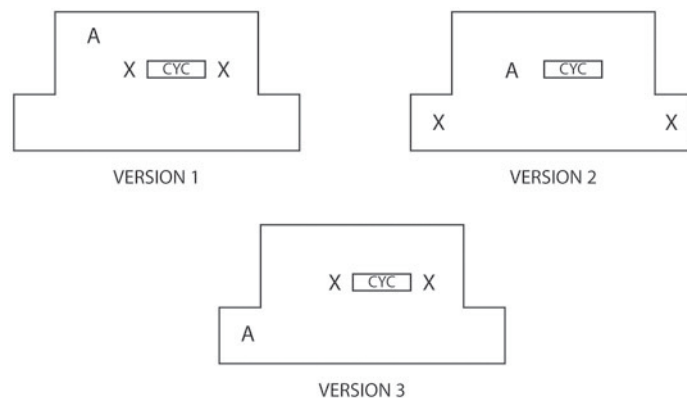 A
X CYC X
VERSION 1
A CYC
X X
VERSION 2
X CYC X
A
VERSION 3